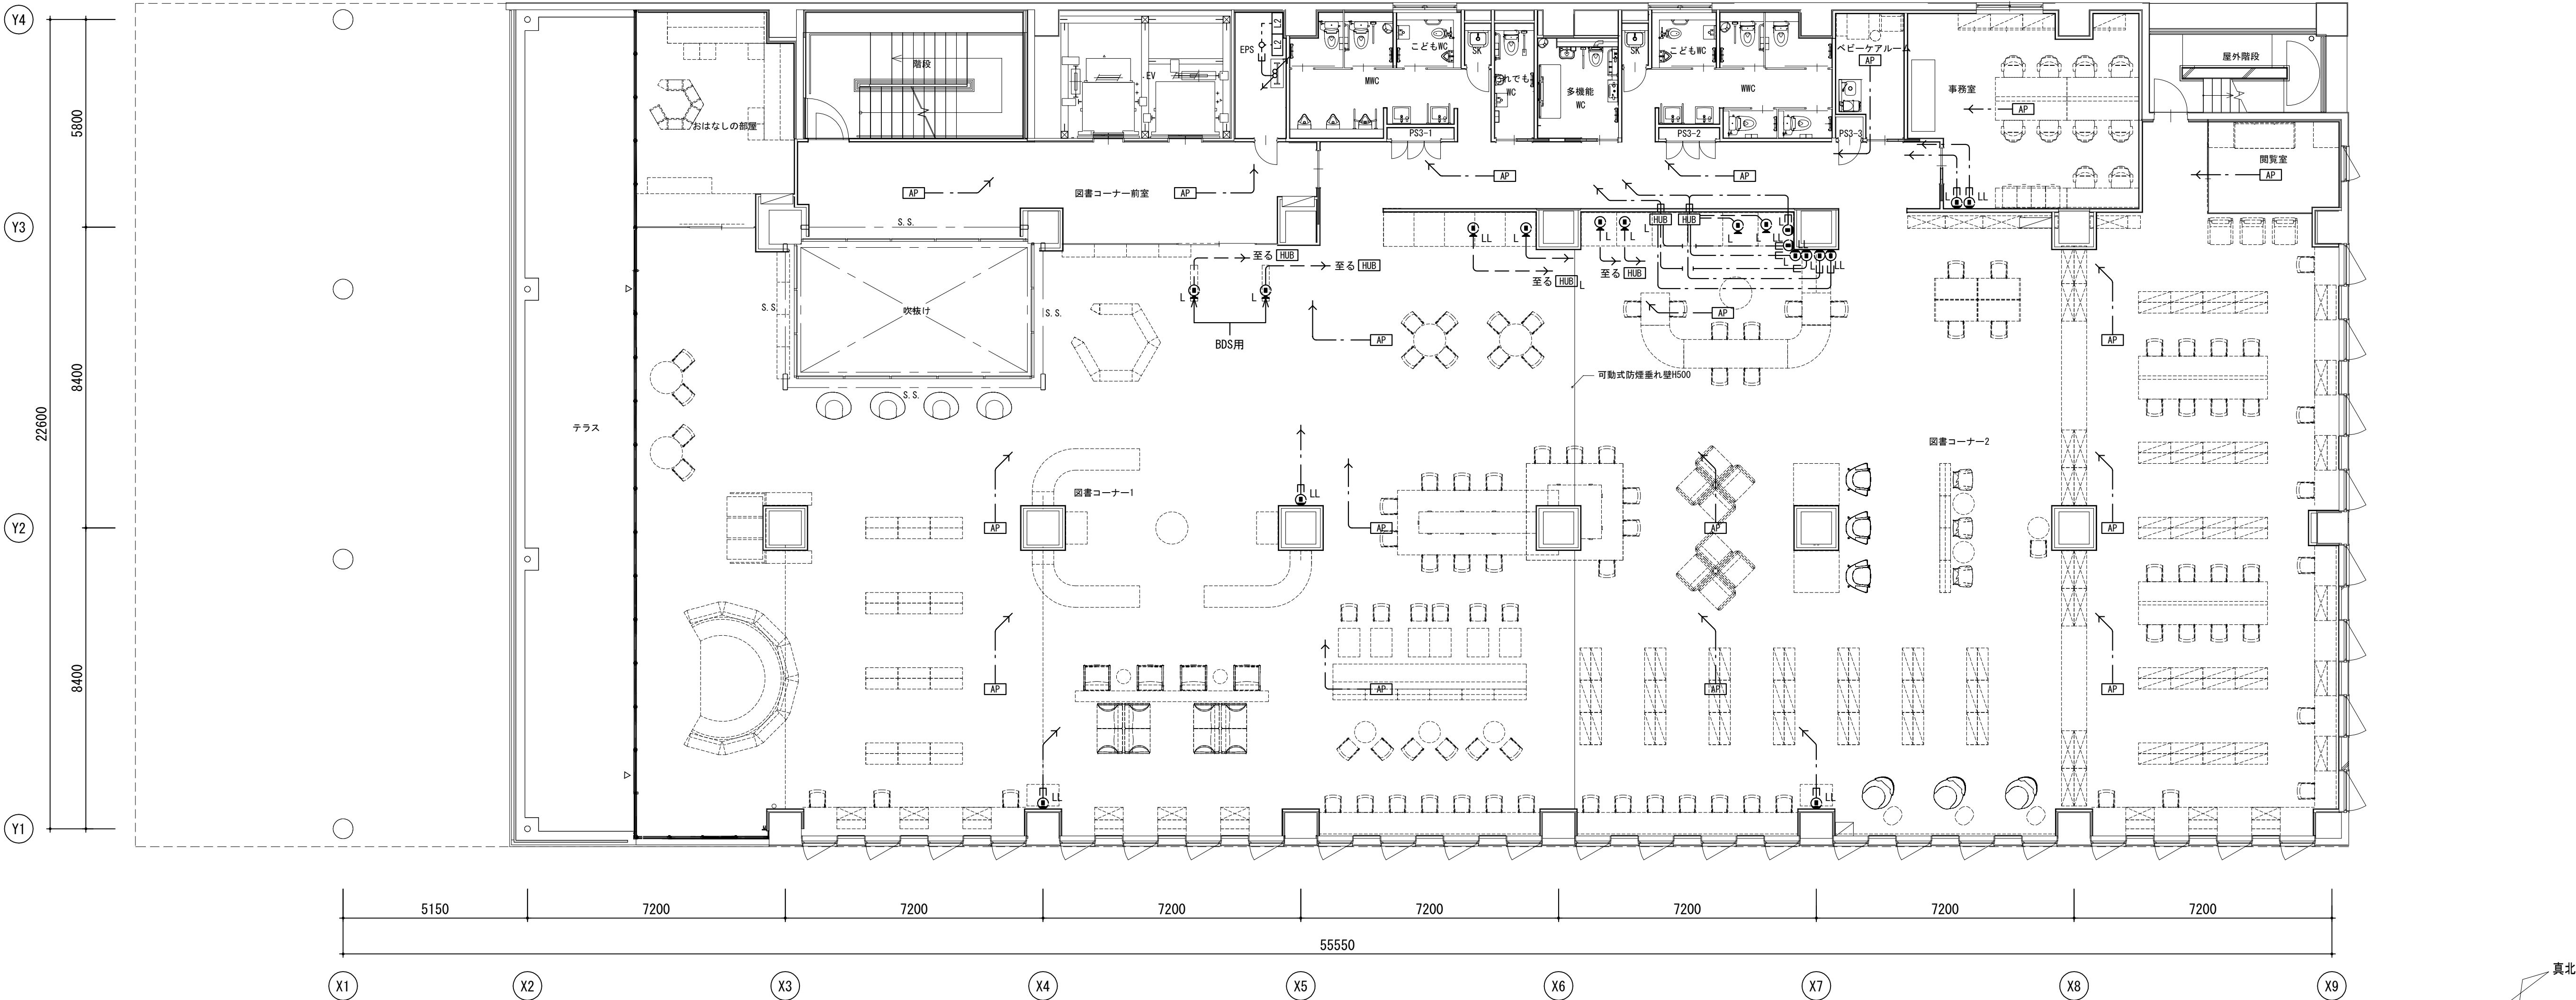 Y4
Y3
Y2
Y1
5800
8400
8400
22600
階段
EV
EPS
L2
L2
MWC
こどもWC
SK
WC
多機能
WC
SK
こどもWC
WWC
ベビーケアルーム
AP
事務室
AP
屋外階段
PS3-1
PS3-2
PS3-3
おはなしの部屋
閲覧室
AP
AP
図書コーナー前室
AP
AP
AP
L
LL
S.S.
HUB
HUB
L
L
L
L
L
LL
L
LL
L
LL
至る HUB
至る HUB
至る HUB
至る HUB
L
L
L
BDS用
S.S.
吹抜け
S.S.
S.S.
AP
AP
AP
可動式防煙垂れ壁H500
テラス
図書コーナー1
図書コーナー2
LL
AP
AP
AP
AP
AP
AP
AP
AP
LL
LL
5150
7200
7200
7200
7200
7200
7200
7200
55550
X1
X2
X3
X4
X5
X6
X7
X8
X9
真北